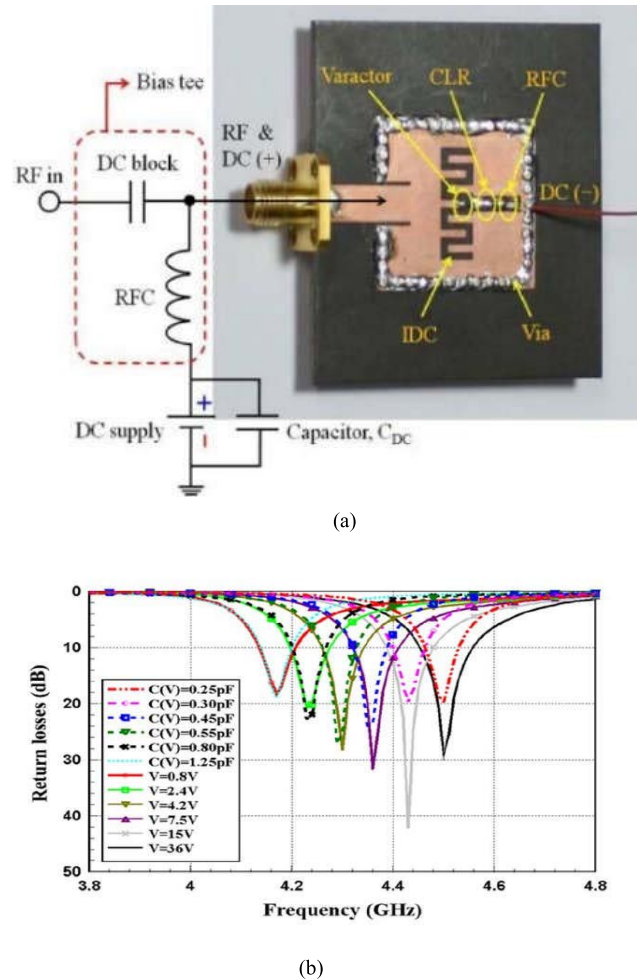 Bias tee
Varactor CLR RFC
RF &
DC (+)
DC block
RF in
DC (−)
RFC
IDC Via
+
DC supply
−
Capacitor, C_DC
(a)
0
10
20
30
40
50
Return losses (dB)
C(V)=0.25pF
C(V)=0.30pF
C(V)=0.45pF
C(V)=0.55pF
C(V)=0.80pF
C(V)=1.25pF
V=0.8V
V=2.4V
V=4.2V
V=7.5V
V=15V
V=36V
3.8 4 4.2 4.4 4.6 4.8
Frequency (GHz)
(b)